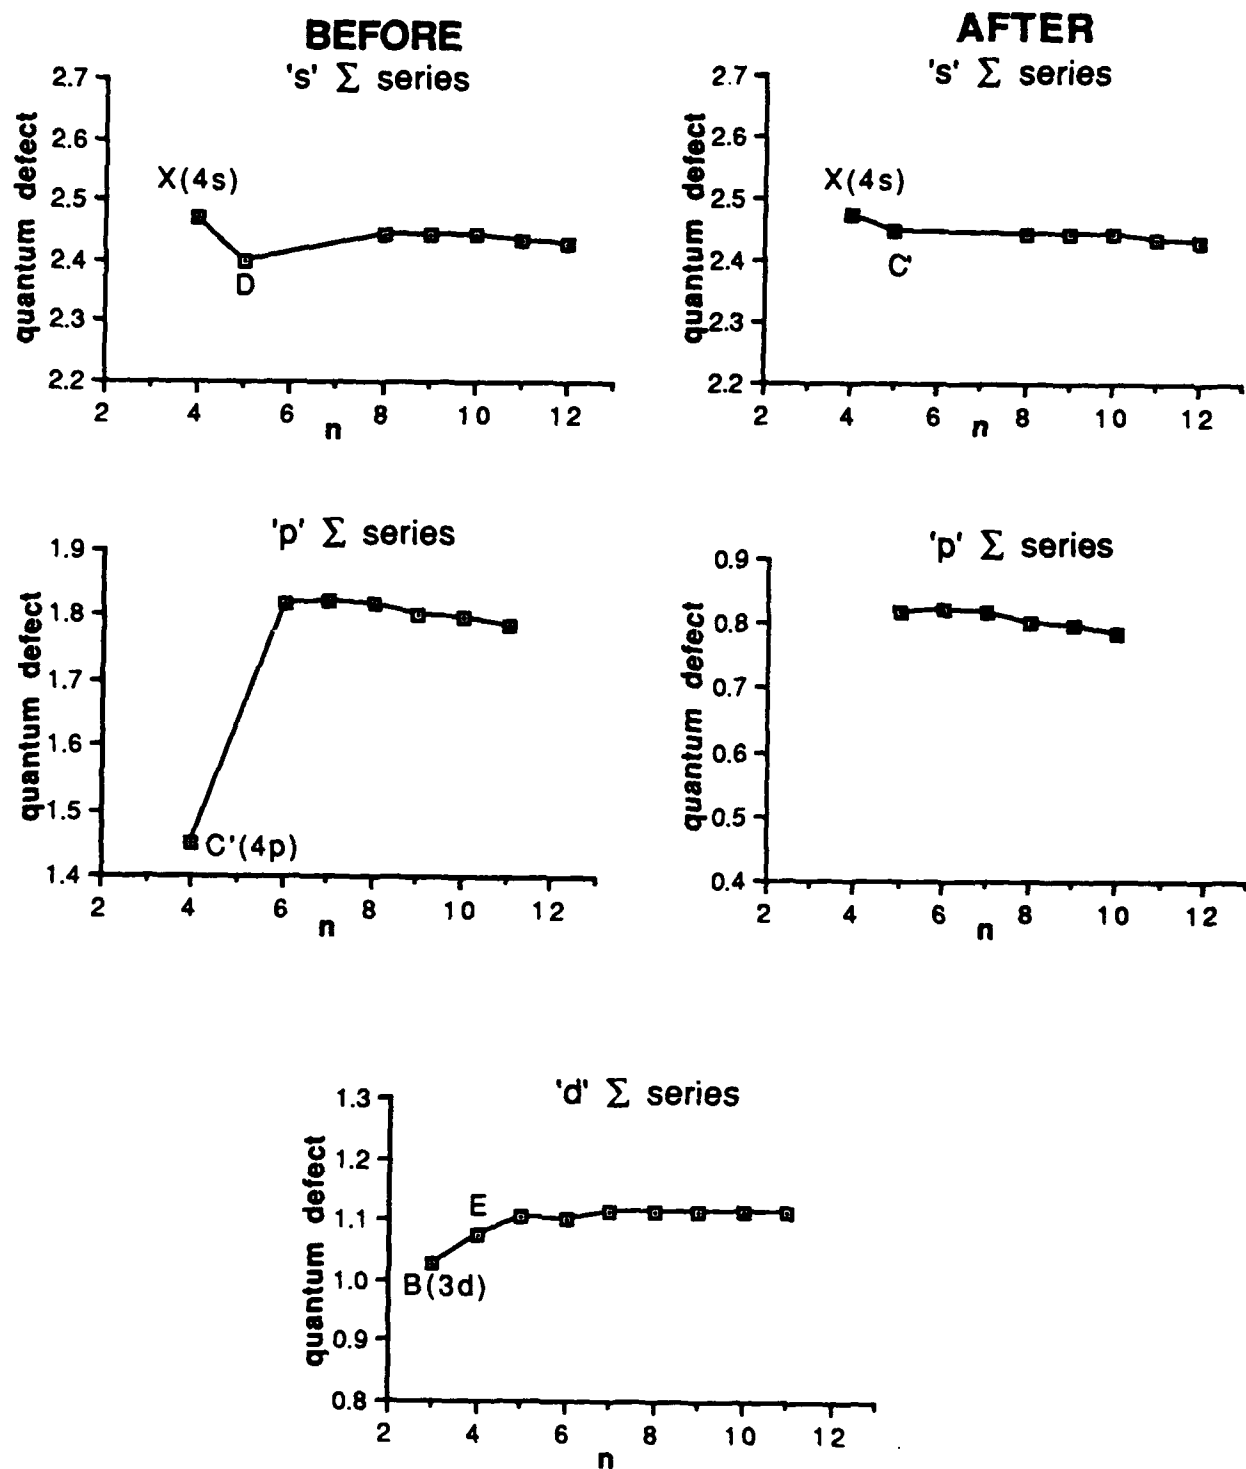 BEFORE
's' Σ series
quantum defect
2.7
2.6
2.5
2.4
2.3
2.2
X(4s)
D
2 4 6 8 10 12
n
AFTER
's' Σ series
quantum defect
2.7
2.6
2.5
2.4
2.3
2.2
X(4s)
C'
2 4 6 8 10 12
n
'p' Σ series
quantum defect
1.9
1.8
1.7
1.6
1.5
1.4
C'(4p)
2 4 6 8 10 12
n
'p' Σ series
quantum defect
0.9
0.8
0.7
0.6
0.5
0.4
2 4 6 8 10 12
n
'd' Σ series
quantum defect
1.3
1.2
1.1
1.0
0.9
0.8
E
B(3d)
2 4 6 8 10 12
n